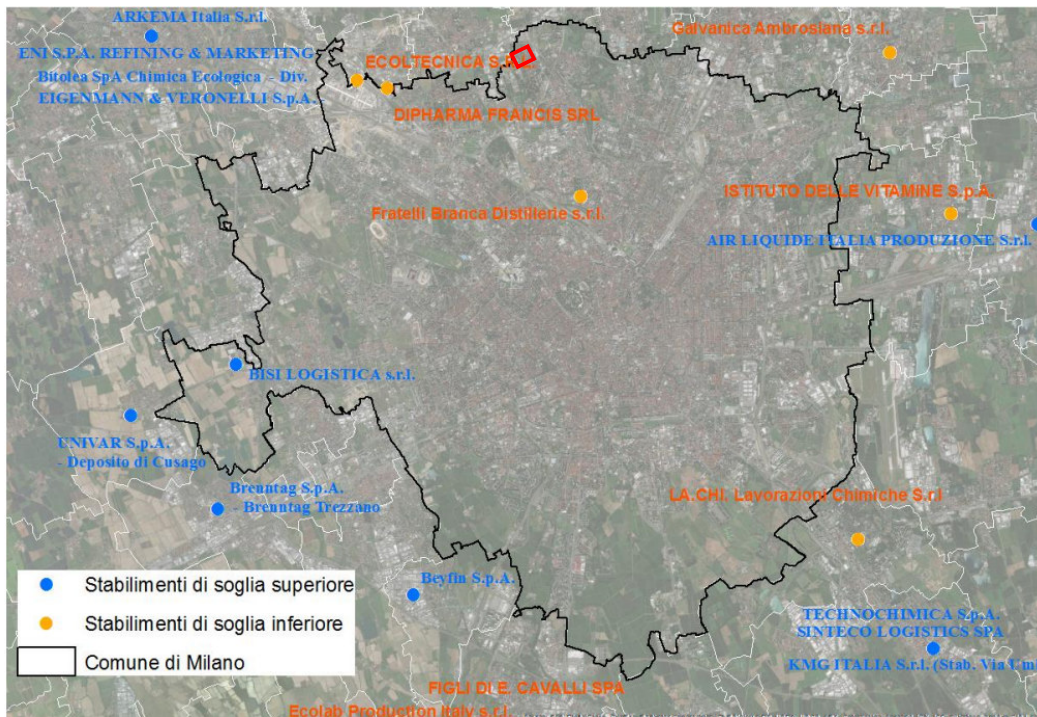 ARKEMA Italia S.r.l.
ENI S.P.A. REFINING & MARKETING
Bitolea SpA Chimica Ecologica - Div.
EIGENMANN & VERONELLI S.p.A.
ECOLTECNICA S.
DIPHARMA FRANCIS SRL
Galvanica Ambrosiana s.r.l.
ISTITUTO DELLE VITAMINE S.p.A.
AIR LIQUIDE ITALIA PRODUZIONE S.r.l.
Fratelli Branca Distillerie s.r.l.
BISI LOGISTICA s.r.l.
UNIVAR S.p.A.
- Deposito di Cusago
Brenntag S.p.A.
- Brenntag Trezzano
LA.CHI. Lavorazioni Chimiche S.r.l
Beyfin S.p.A.
TECHNOCHIMICA S.p.A.
SINTECO LOGISTICS SPA
KMG ITALIA S.r.l. (Stab. Via Um
FIGLI DI E. CAVALLI SPA
Ecolab Production Italy s.r.l.
Stabilimenti di soglia superiore
Stabilimenti di soglia inferiore
Comune di Milano